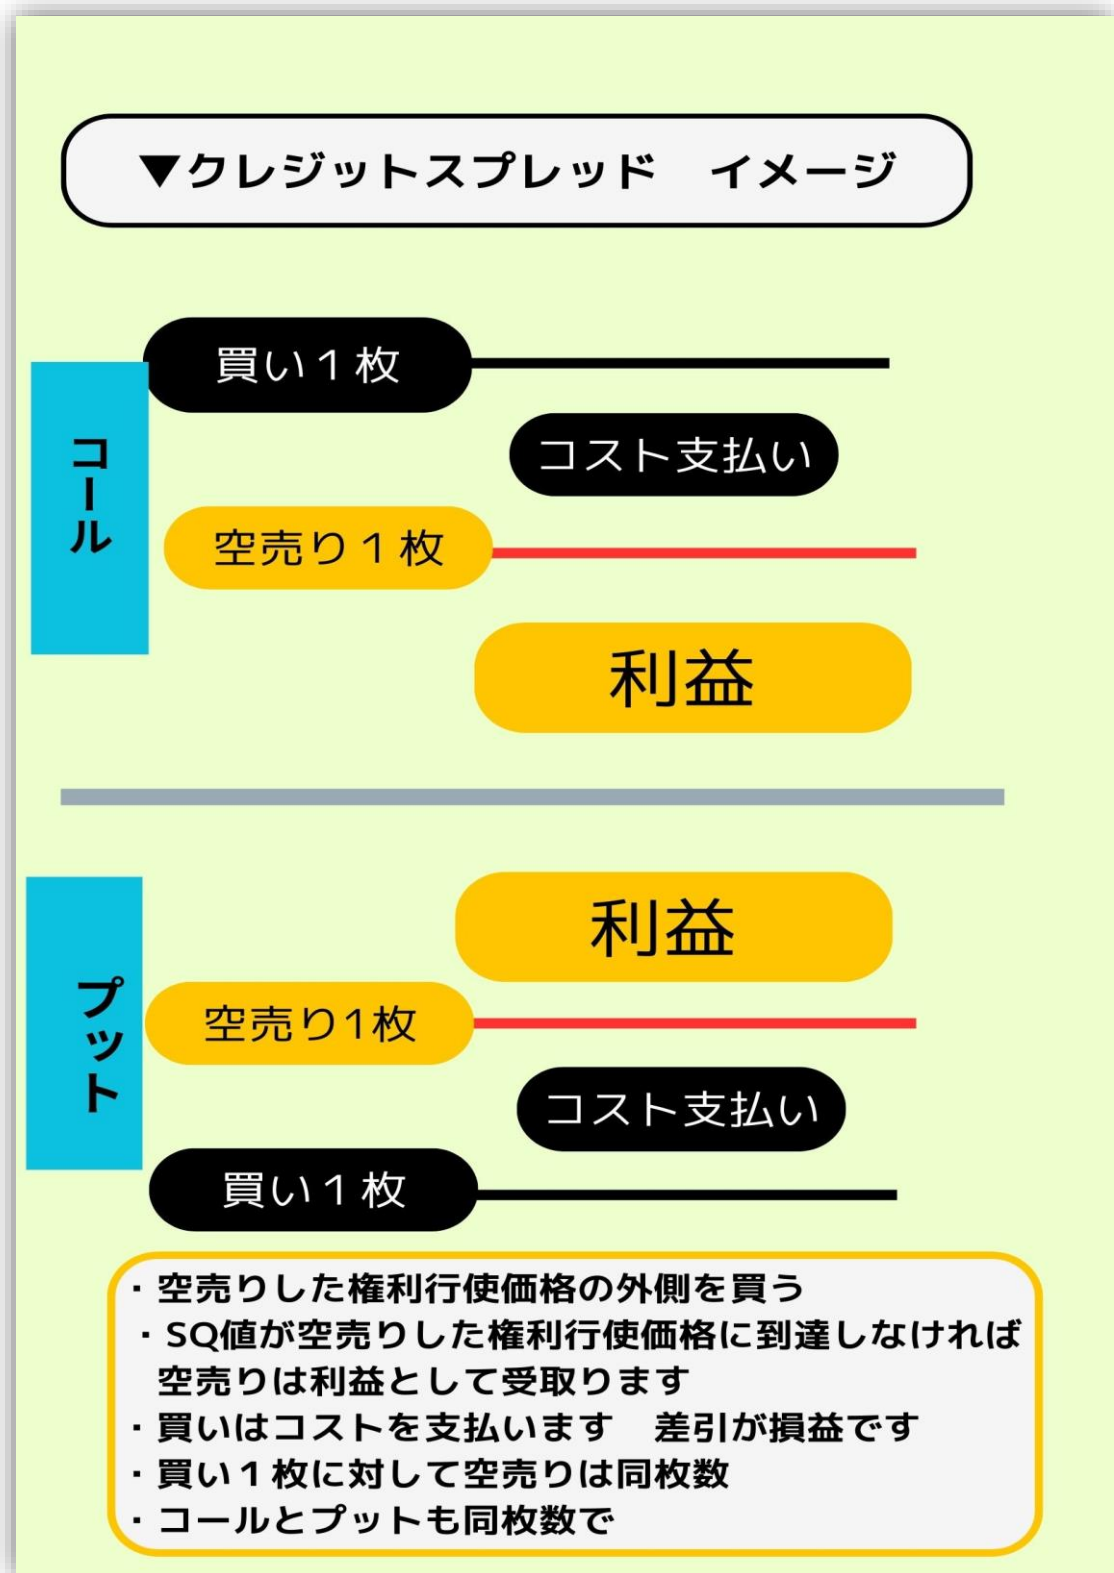 ▼クレジットスプレッド　イメージ
コール
買い１枚
コスト支払い
空売り１枚
利益
プット
利益
空売り1枚
コスト支払い
買い１枚
・空売りした権利行使価格の外側を買う
・SQ値が空売りした権利行使価格に到達しなければ
空売りは利益として受取ります
・買いはコストを支払います　差引が損益です
・買い１枚に対して空売りは同枚数
・コールとプットも同枚数で